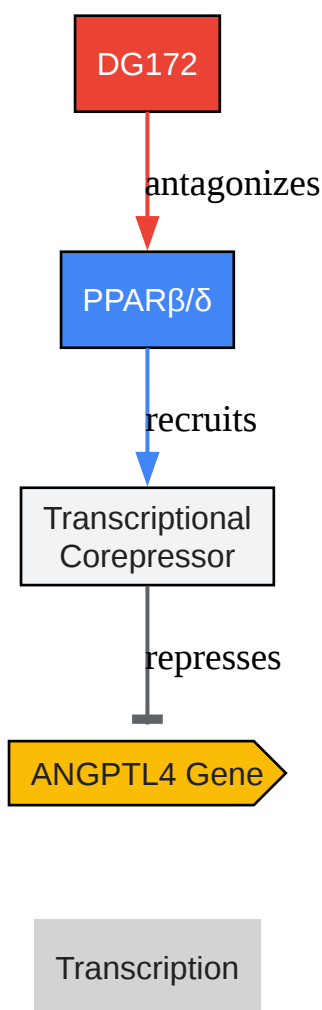 DG172
antagonizes
PPARβ/δ
recruits
Transcriptional
Corepressor
represses
ANGPTL4 Gene
Transcription